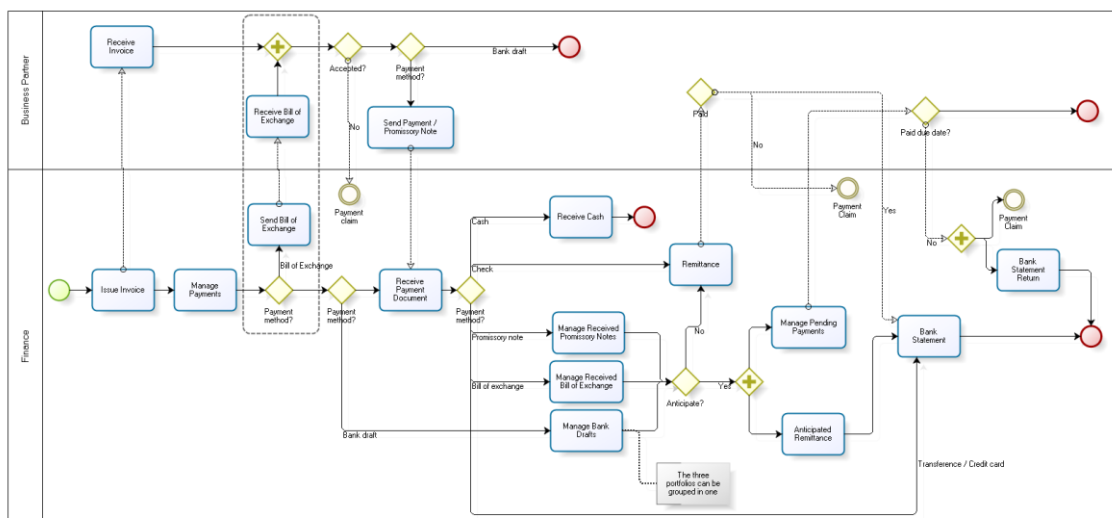 Business Partner
Receive
Invoice
Accepted?
Payment
method?
Bank draft
Receive Bill of
Exchange
Send Payment /
Promissory Note
No
Paid
No
Paid due date?
Yes
No
Finance
Payment
claim
Payment
Claim
Payment
Claim
Send Bill of
Exchange
Bill of Exchange
Issue Invoice
Manage
Payments
Payment
method?
Payment
method?
Receive
Payment
Document
Payment
method?
Cash
Receive Cash
Check
Remittance
Bank
Statement
Return
Promissory note
Manage Received
Promissory Notes
No
Manage Pending
Payments
Bank
Statement
Bill of exchange
Manage Received
Bill of Exchange
Anticipate?
Yes
Bank draft
Manage Bank
Drafts
Anticipated
Remittance
The three
portfolios can be
grouped in one
Transference / Credit card